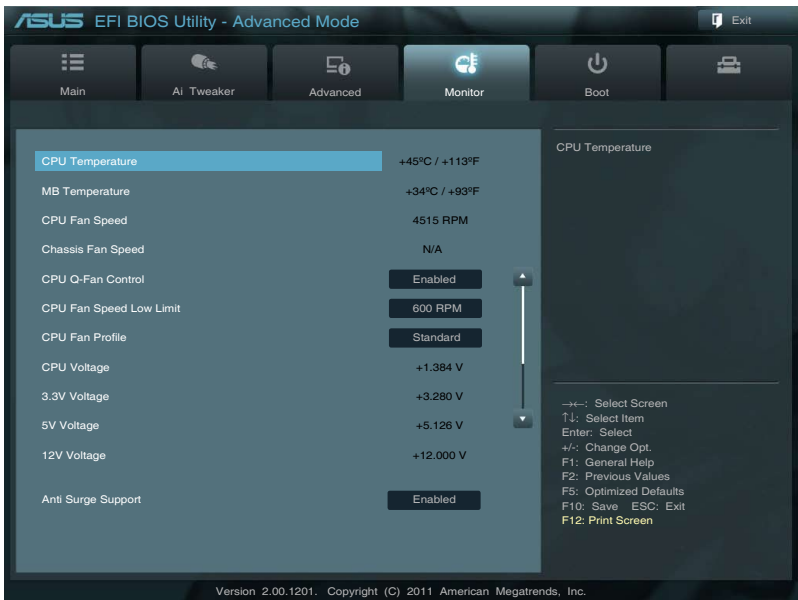 ASUS EFI BIOS Utility - Advanced Mode
Exit
Main
Ai Tweaker
Advanced
Monitor
Boot
CPU Temperature +45ºC / +113ºF
MB Temperature +34ºC / +93ºF
CPU Fan Speed 4515 RPM
Chassis Fan Speed N/A
CPU Q-Fan Control Enabled
CPU Fan Speed Low Limit 600 RPM
CPU Fan Profile Standard
CPU Voltage +1.384 V
3.3V Voltage +3.280 V
5V Voltage +5.126 V
12V Voltage +12.000 V
Anti Surge Support Enabled
CPU Temperature
→←: Select Screen
↑↓: Select Item
Enter: Select
+/-: Change Opt.
F1: General Help
F2: Previous Values
F5: Optimized Defaults
F10: Save ESC: Exit
F12: Print Screen
Version 2.00.1201. Copyright (C) 2011 American Megatrends, Inc.